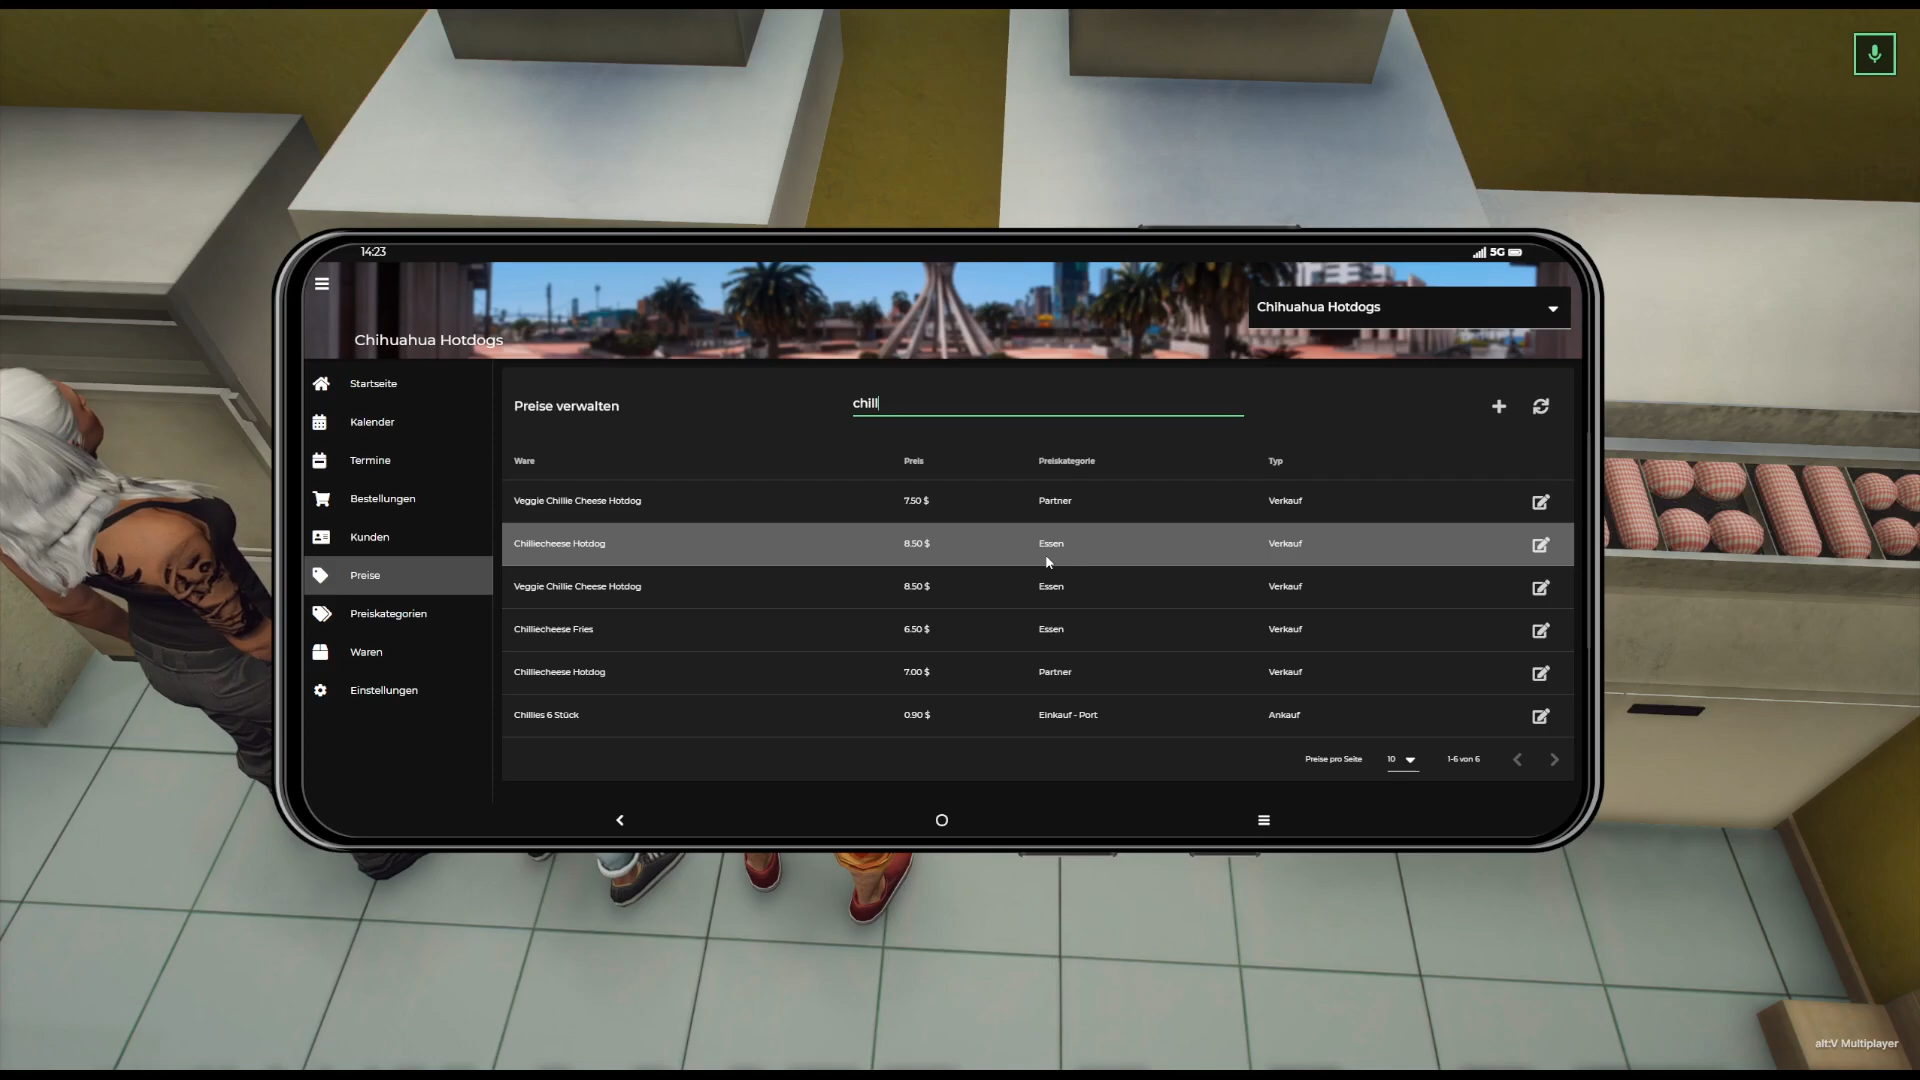 14:23
5G
Chihuahua Hotdogs
Chihuahua Hotdogs
Startseite
Kalender
Termine
Bestellungen
Kunden
Preise
Preiskategorien
Waren
Einstellungen
Preise verwalten
chill
Ware Preis Preiskategorie Typ
Veggie Chillie Cheese Hotdog 7.50 $ Partner Verkauf
Chilliecheese Hotdog 8.50 $ Essen Verkauf
Veggie Chillie Cheese Hotdog 8.50 $ Essen Verkauf
Chilliecheese Fries 6.50 $ Essen Verkauf
Chilliecheese Hotdog 7.00 $ Partner Verkauf
Chillies 6 Stück 0.90 $ Einkauf - Port Ankauf
Preise pro Seite 10 1-6 von 6
alt:V Multiplayer